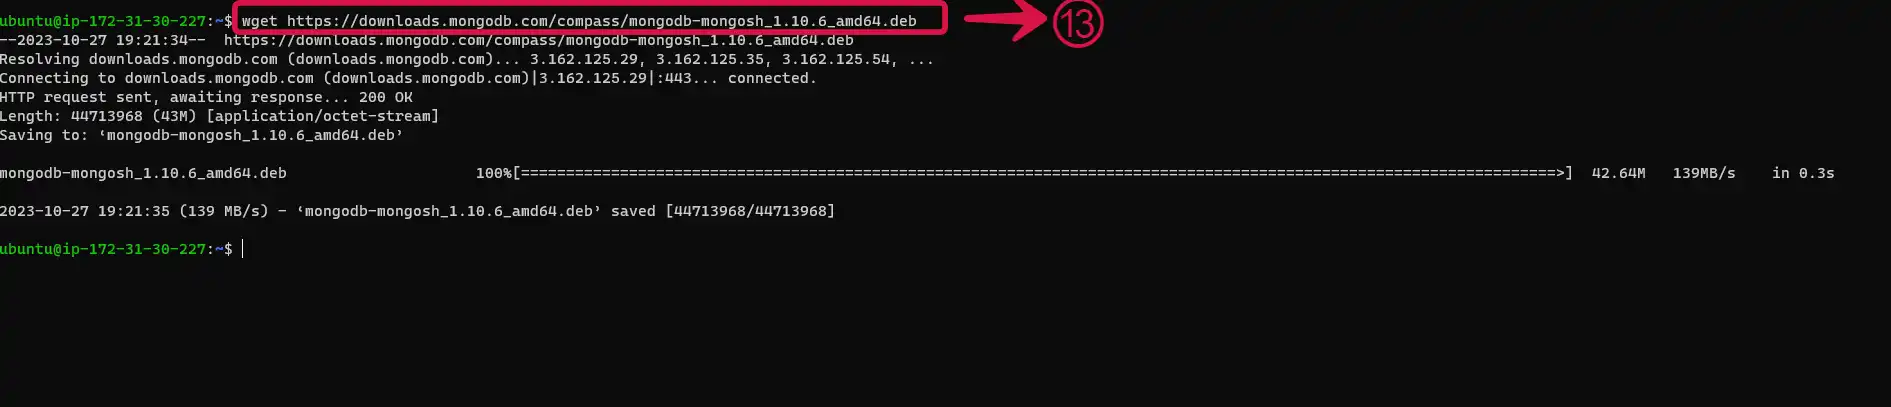 ubuntu@ip-172-31-30-227:~$ wget https://downloads.mongodb.com/compass/mongodb-mongosh_1.10.6_amd64.deb ⑬
--2023-10-27 19:21:34--  https://downloads.mongodb.com/compass/mongodb-mongosh_1.10.6_amd64.deb
Resolving downloads.mongodb.com (downloads.mongodb.com)... 3.162.125.29, 3.162.125.35, 3.162.125.54, ...
Connecting to downloads.mongodb.com (downloads.mongodb.com)|3.162.125.29|:443... connected.
HTTP request sent, awaiting response... 200 OK
Length: 44713968 (43M) [application/octet-stream]
Saving to: ‘mongodb-mongosh_1.10.6_amd64.deb’
mongodb-mongosh_1.10.6_amd64.deb 100%[===================================================================================================================>] 42.64M 139MB/s in 0.3s
2023-10-27 19:21:35 (139 MB/s) - ‘mongodb-mongosh_1.10.6_amd64.deb’ saved [44713968/44713968]
ubuntu@ip-172-31-30-227:~$